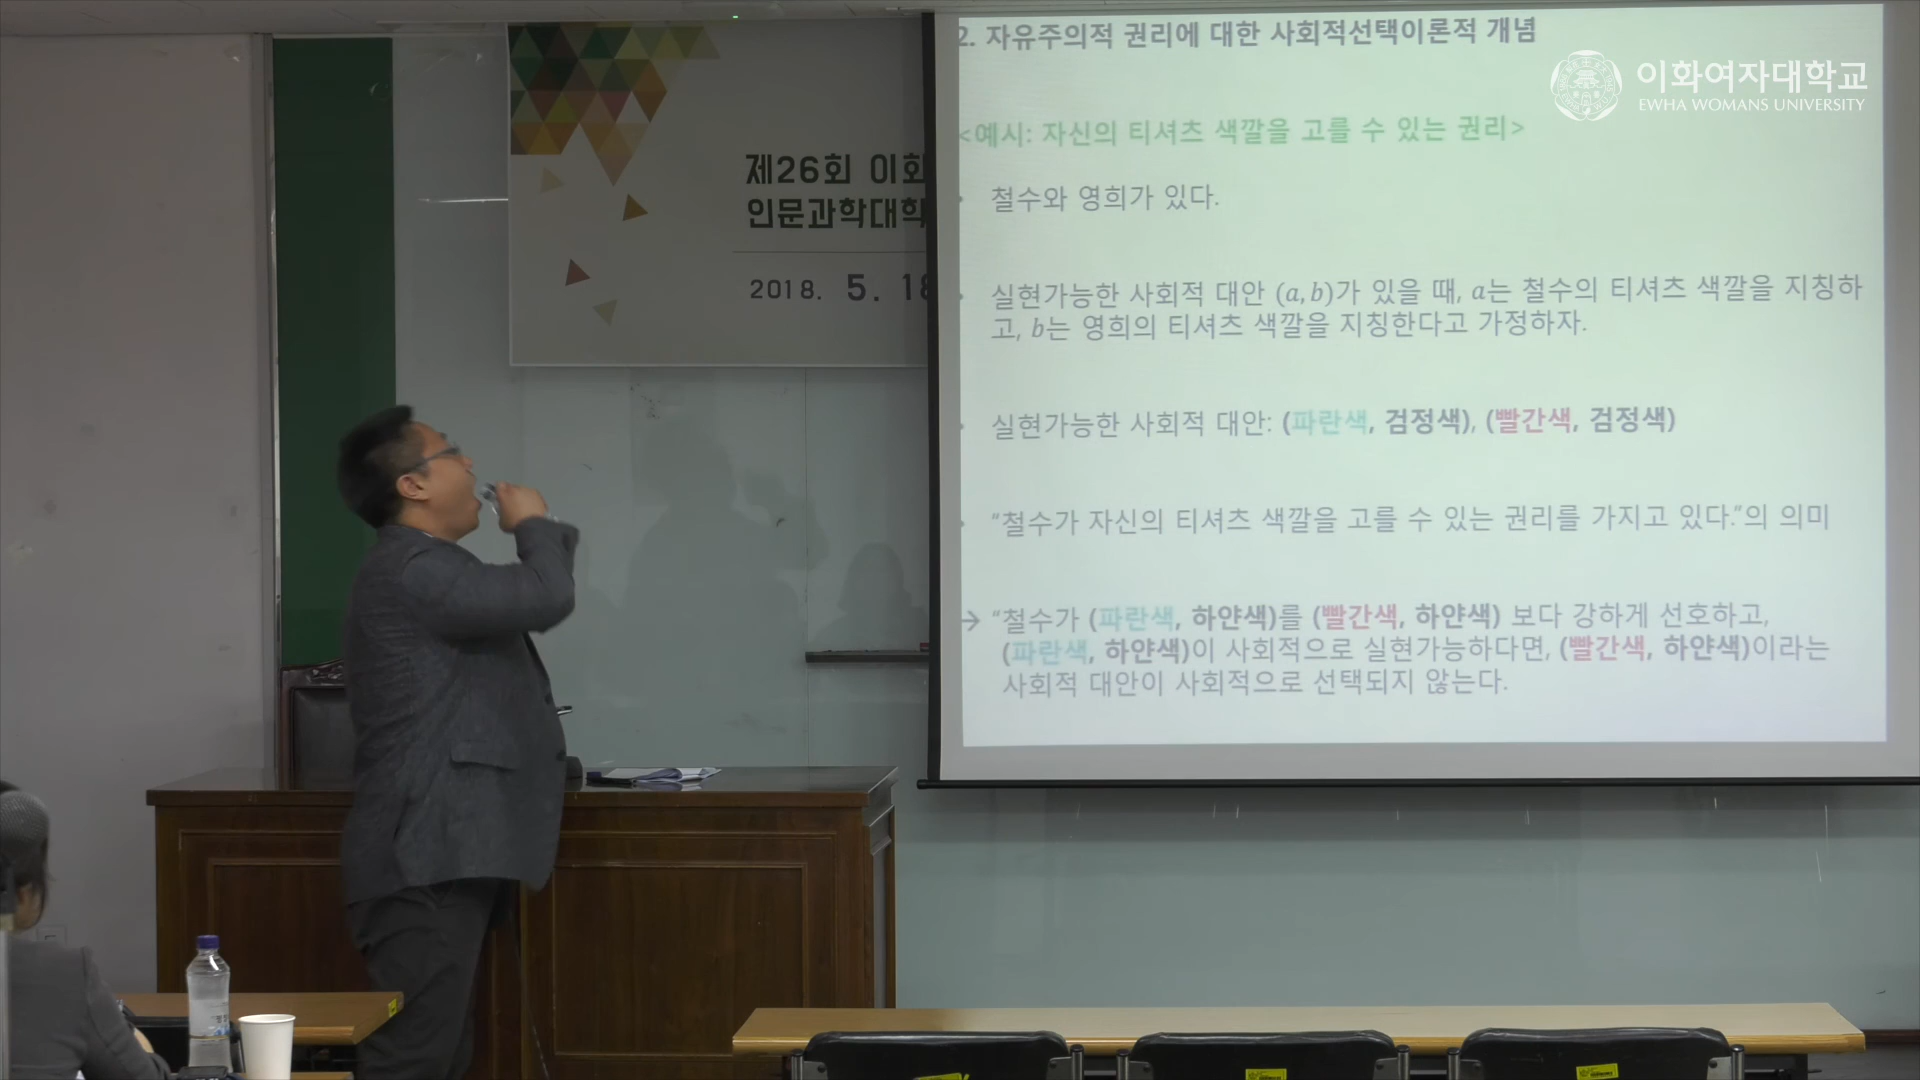 제26회 이화
인문과학대학
2018. 5. 18
2. 자유주의적 권리에 대한 사회적선택이론적 개념
이화여자대학교
EWHA WOMANS UNIVERSITY
<예시: 자신의 티셔츠 색깔을 고를 수 있는 권리>
철수와 영희가 있다.
실현가능한 사회적 대안 (a, b)가 있을 때, a는 철수의 티셔츠 색깔을 지칭하
고, b는 영희의 티셔츠 색깔을 지칭한다고 가정하자.
실현가능한 사회적 대안: (파란색, 검정색), (빨간색, 검정색)
“철수가 자신의 티셔츠 색깔을 고를 수 있는 권리를 가지고 있다.”의 의미
→ “철수가 (파란색, 하얀색)를 (빨간색, 하얀색) 보다 강하게 선호하고,
(파란색, 하얀색)이 사회적으로 실현가능하다면, (빨간색, 하얀색)이라는
사회적 대안이 사회적으로 선택되지 않는다.